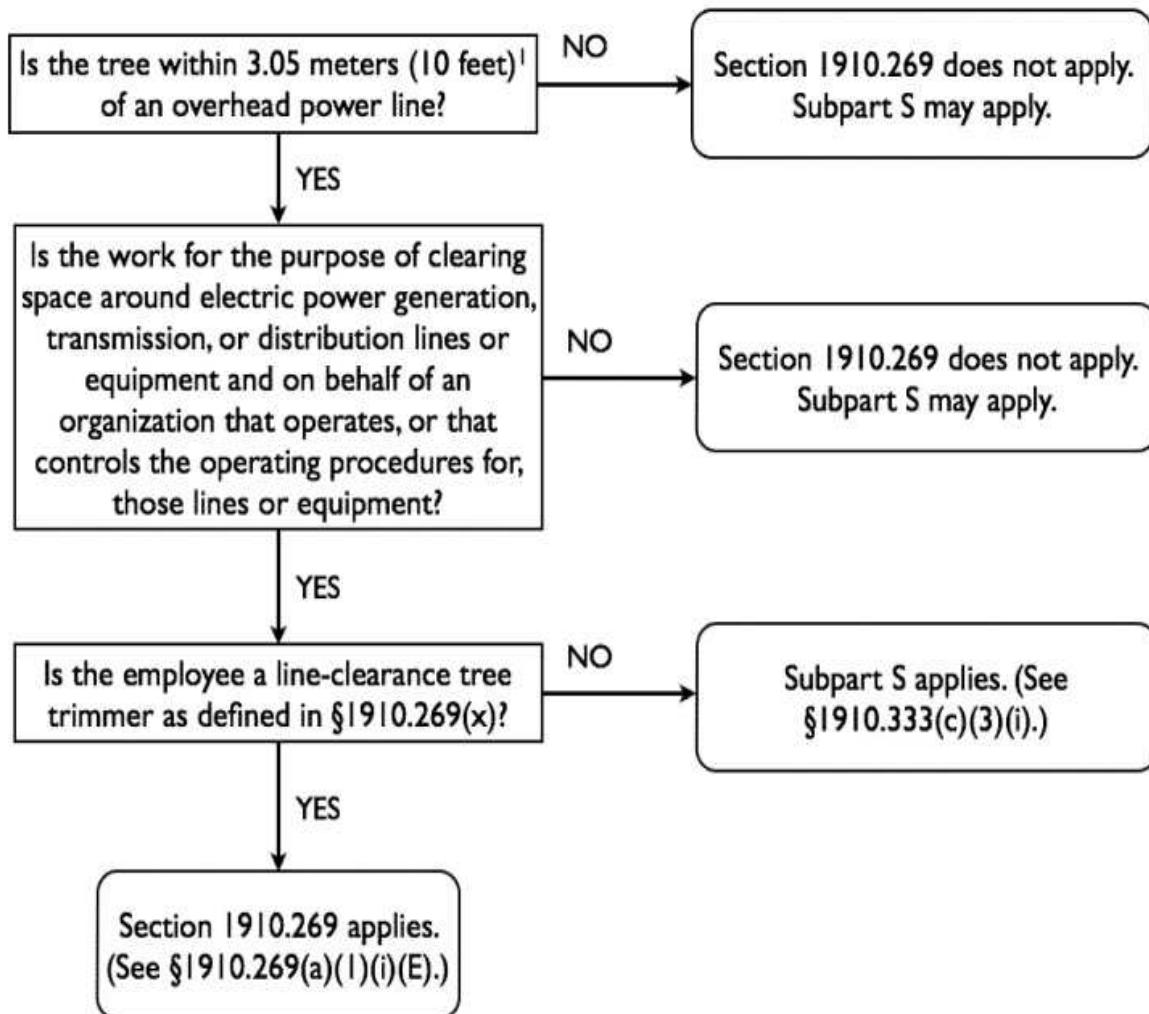 Is the tree within 3.05 meters (10 feet)¹
of an overhead power line?
NO
Section 1910.269 does not apply.
Subpart S may apply.
YES
Is the work for the purpose of clearing
space around electric power generation,
transmission, or distribution lines or
equipment and on behalf of an
organization that operates, or that
controls the operating procedures for,
those lines or equipment?
NO
Section 1910.269 does not apply.
Subpart S may apply.
YES
Is the employee a line-clearance tree
trimmer as defined in §1910.269(x)?
NO
Subpart S applies. (See
§1910.333(c)(3)(i).)
YES
Section 1910.269 applies.
(See §1910.269(a)(1)(i)(E).)